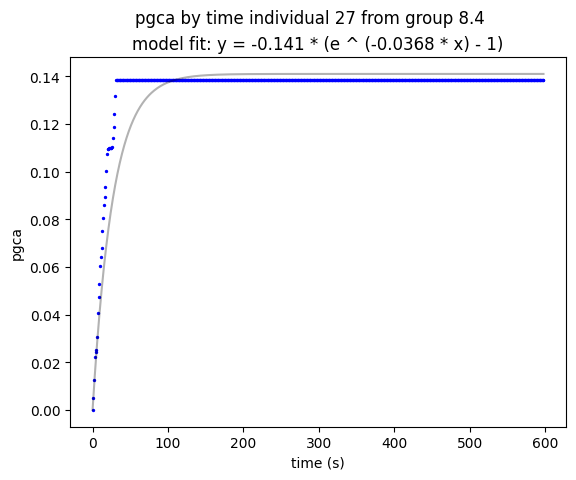 pgca by time individual 27 from group 8.4
model fit: y = -0.141 * (e ^ (-0.0368 * x) - 1)
0.14
0.12
0.10
0.08
0.06
0.04
0.02
0.00
pgca
0 100 200 300 400 500 600
time (s)